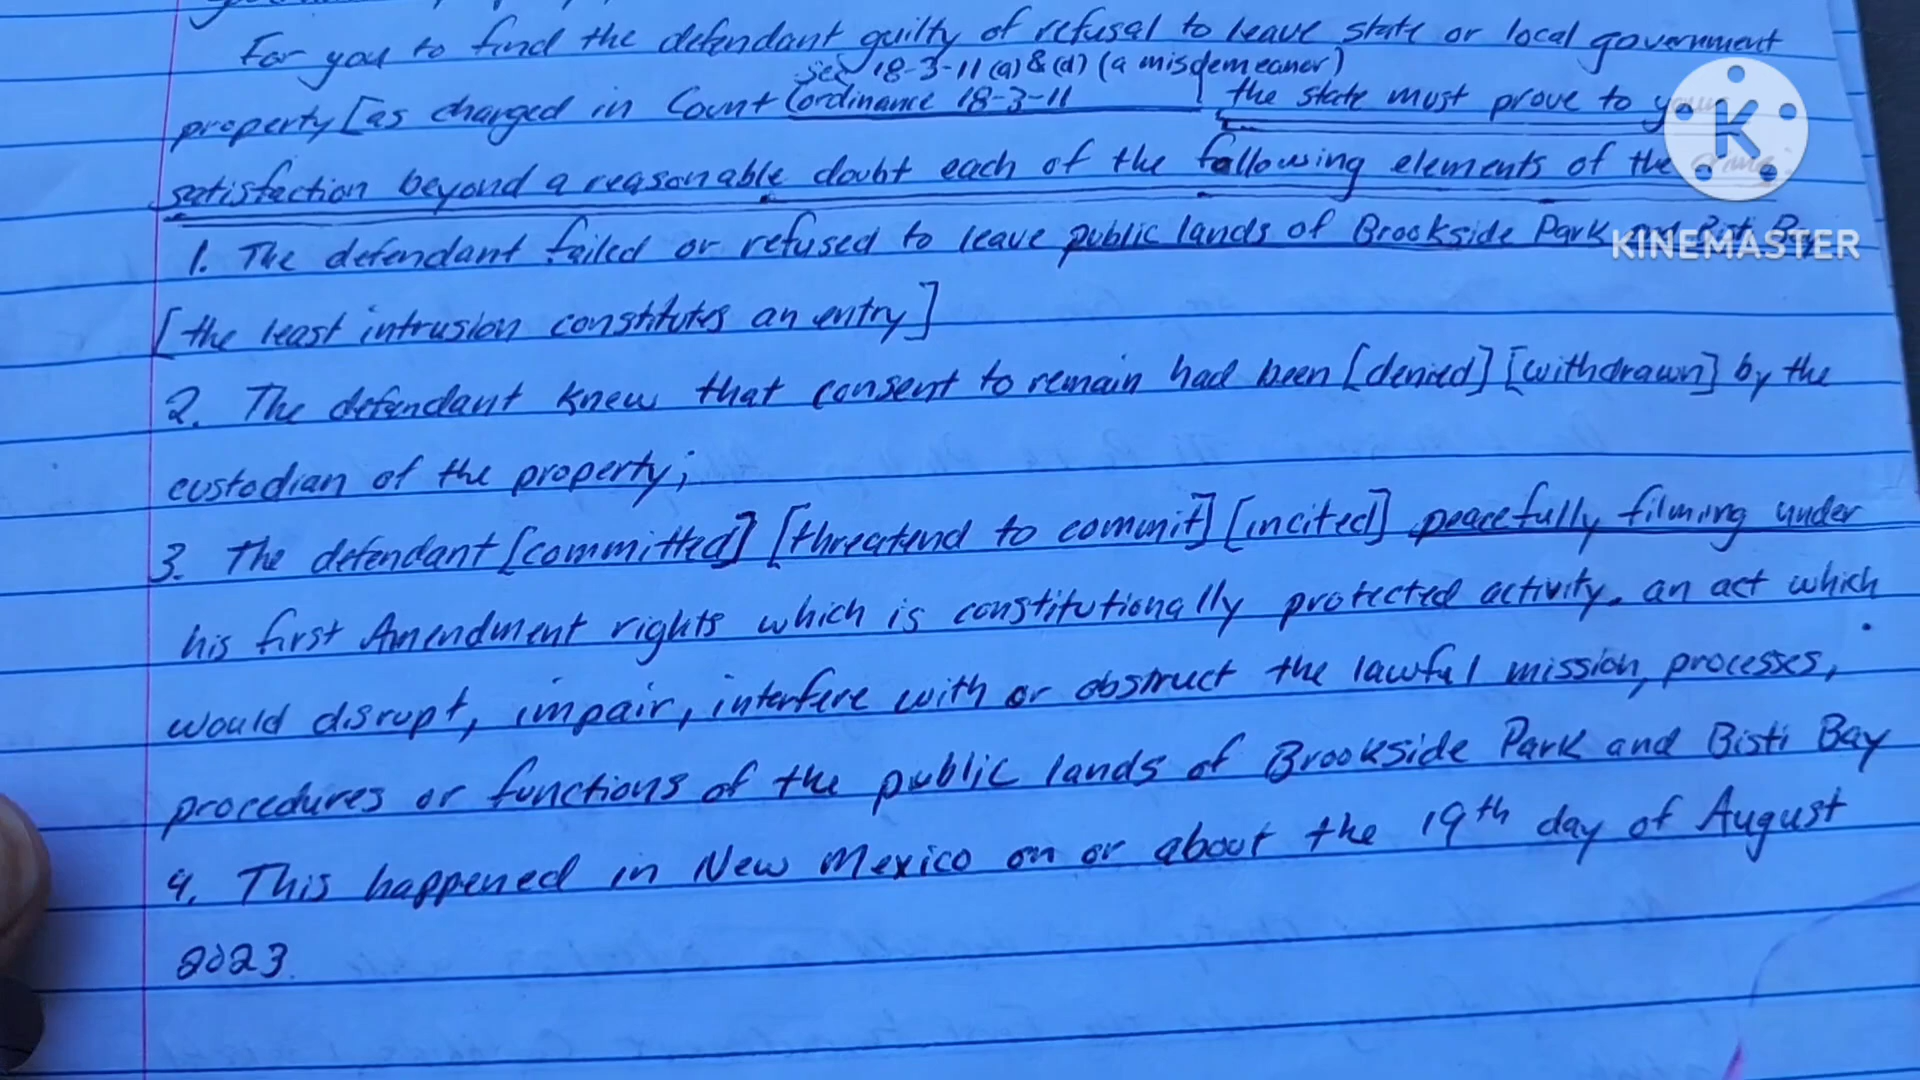 For you to find the defendant guilty of refusal to leave state or local government
sec 18-3-11 (a) & (d) (a misdemeanor)
property [as charged in Count (ordinance 18-3-11 ] the state must prove to your
satisfaction beyond a reasonable doubt each of the following elements of the
1. The defendant failed or refused to leave public lands of Brookside Park
[the least intrusion constitutes an entry]
2. The defendant knew that consent to remain had been [denied] [withdrawn] by the
custodian of the property;
3. The defendant [committed] [threatend to commit] [incited] peacefully filming under
his first Amendment rights which is constitutionally protected activity. an act which
would disrupt, impair, interfere with or obstruct the lawful mission, processes,
procedures or functions of the public lands of Brookside Park and Bisti Bay
4. This happened in New Mexico on or about the 19th day of August
2023.
K
KINEMASTER